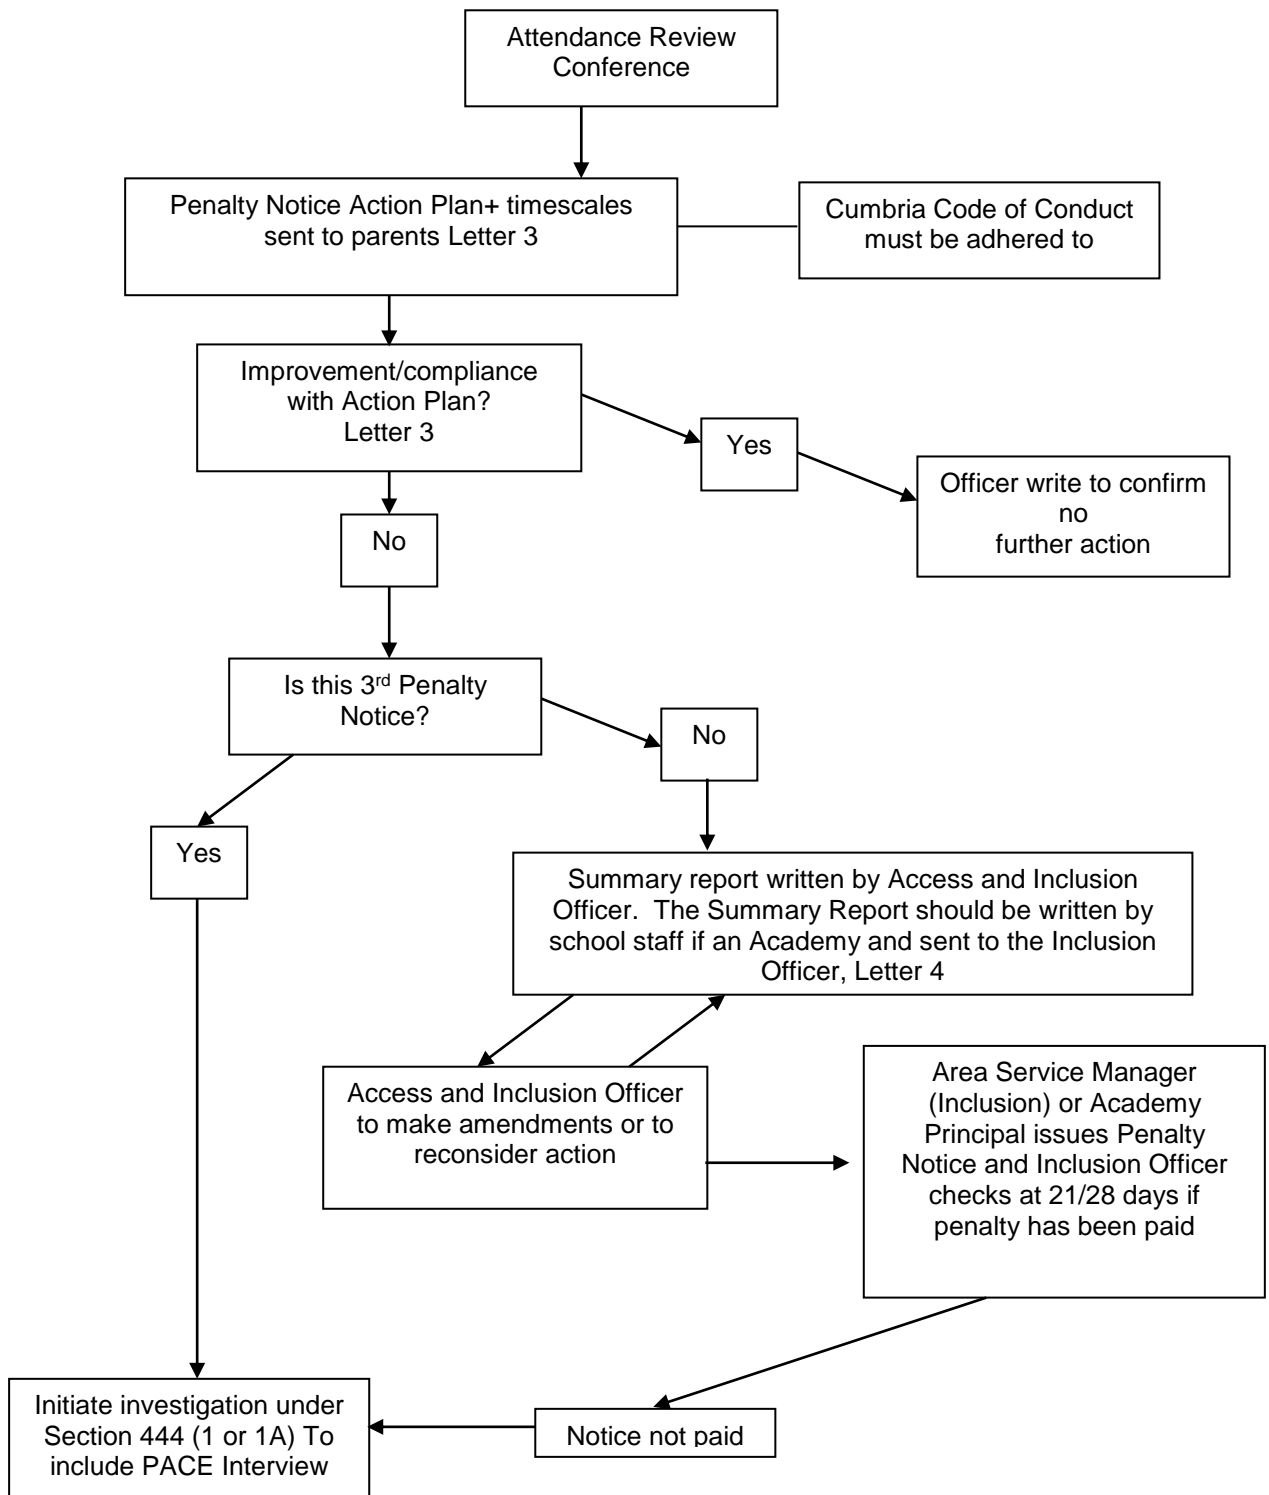 Attendance Review
Conference
Penalty Notice Action Plan+ timescales
sent to parents Letter 3
Cumbria Code of Conduct
must be adhered to
Improvement/compliance
with Action Plan?
Letter 3
Yes
Officer write to confirm
no
further action
No
Is this 3rd Penalty
Notice?
No
Yes
Summary report written by Access and Inclusion
Officer.  The Summary Report should be written by
school staff if an Academy and sent to the Inclusion
Officer, Letter 4
Access and Inclusion Officer
to make amendments or to
reconsider action
Area Service Manager
(Inclusion) or Academy
Principal issues Penalty
Notice and Inclusion Officer
checks at 21/28 days if
penalty has been paid
Initiate investigation under
Section 444 (1 or 1A) To
include PACE Interview
Notice not paid